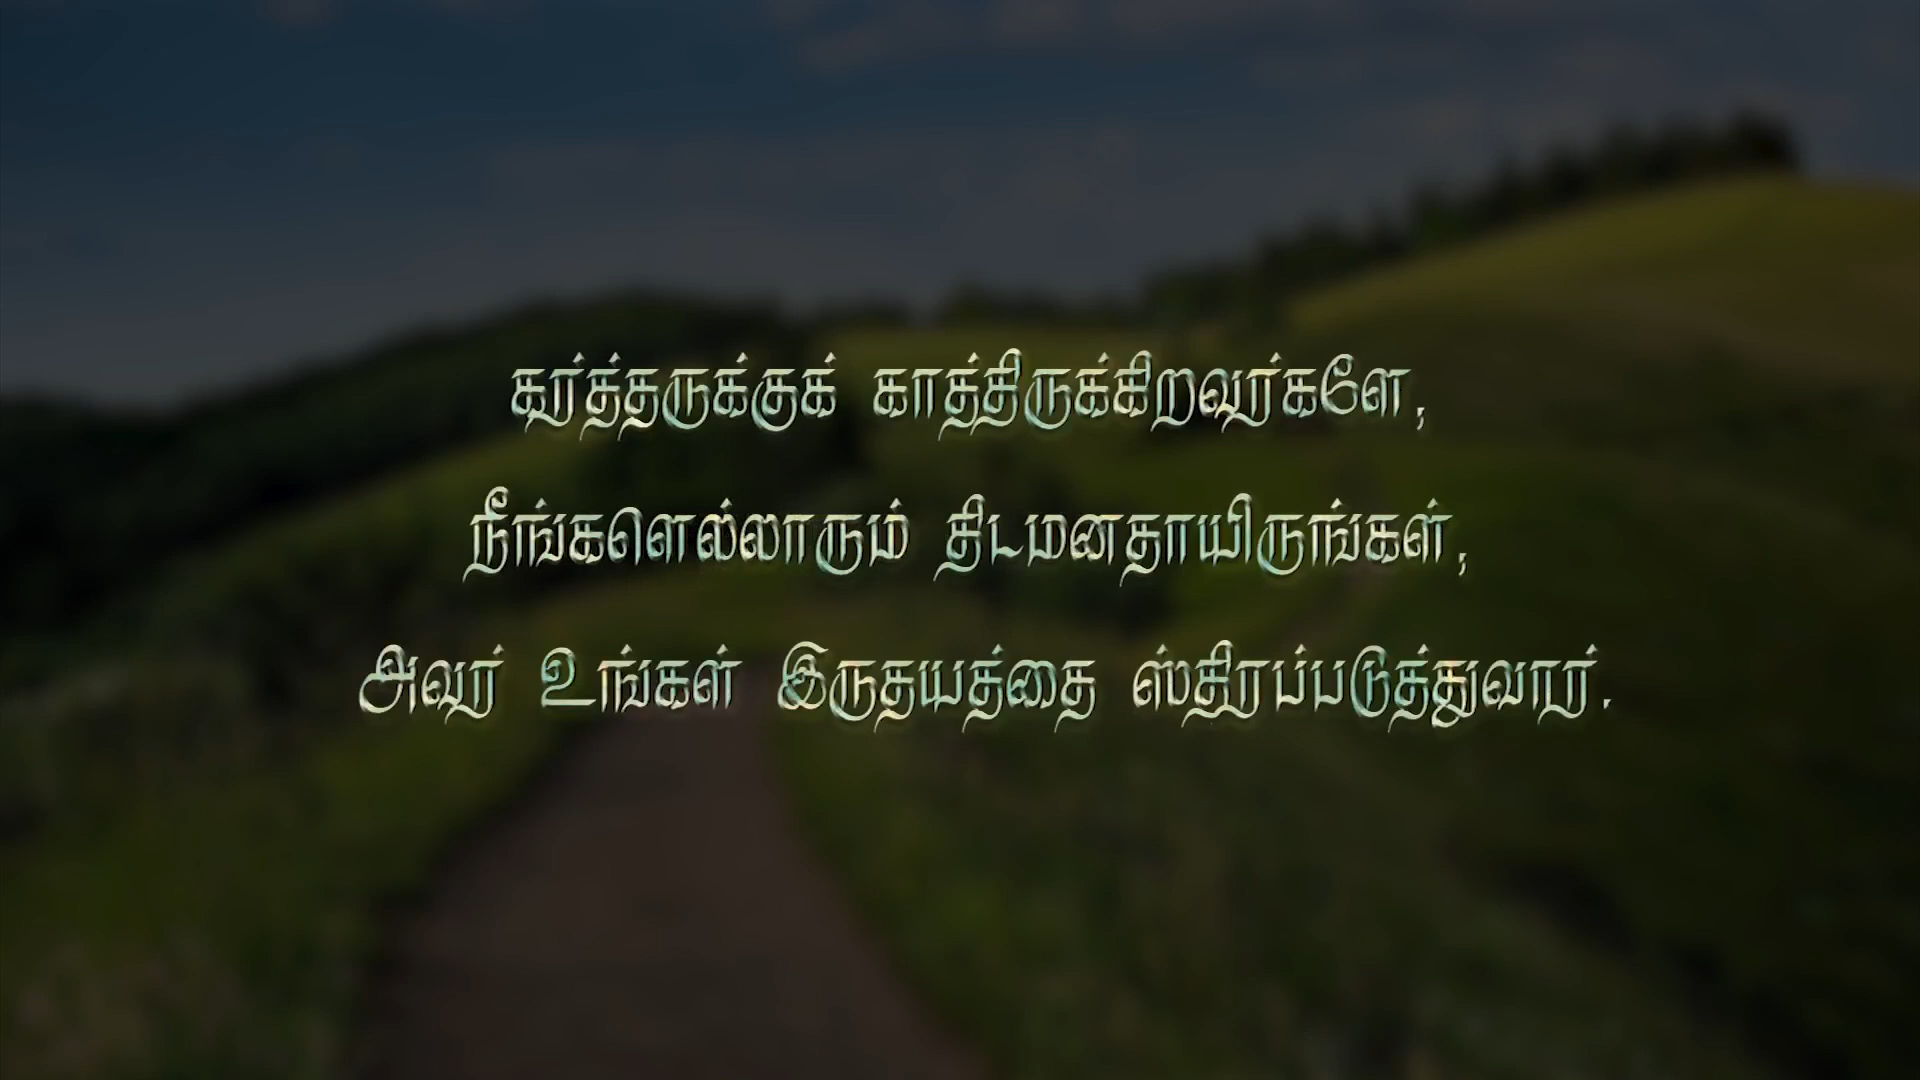 கர்த்தருக்குக் காத்திருக்கிறவர்களே,
நீங்களெல்லாரும் திடமனதாயிருங்கள்,
அவர் உங்கள் இருதயத்தை ஸ்திரப்படுத்துவார்.